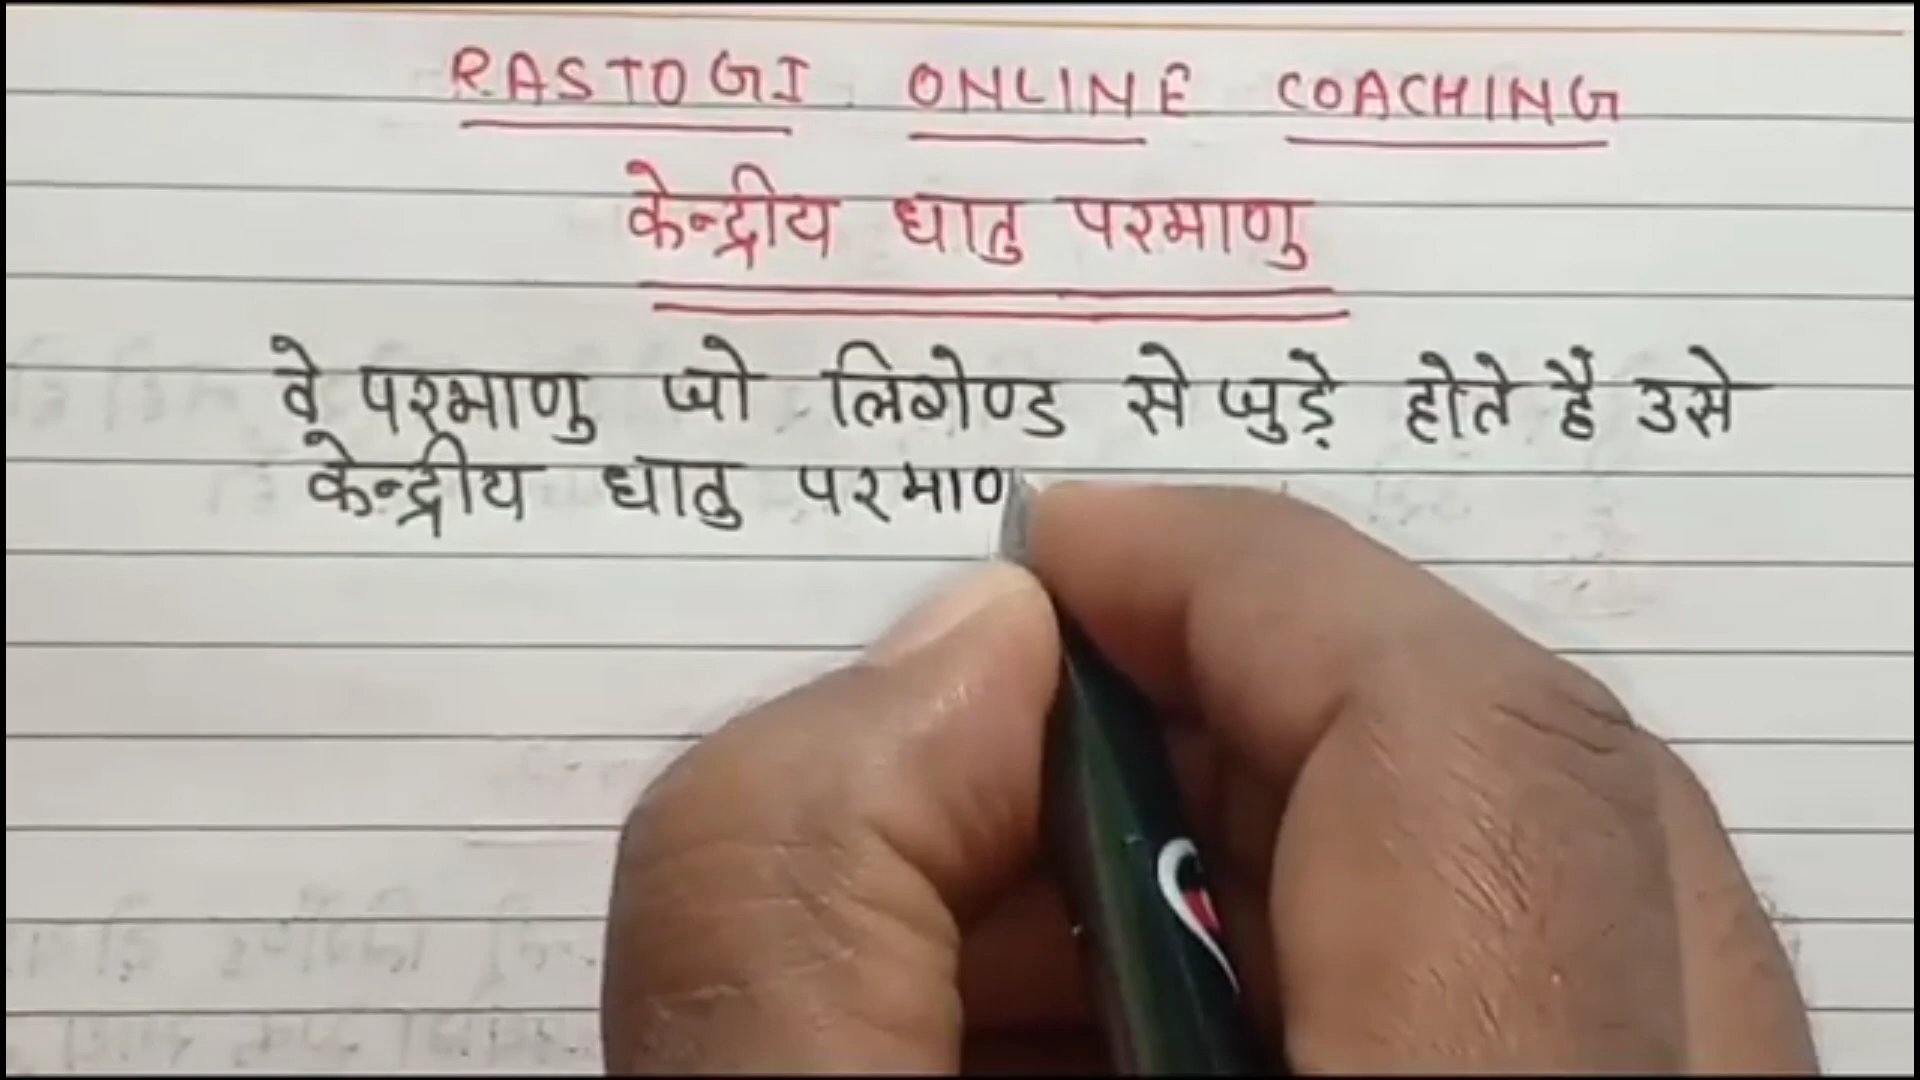 RASTOGI ONLINE COACHING
केन्द्रीय धातु परमाणु
वे परमाणु जो लिगेण्ड से जुड़े होते है उसे
केन्द्रीय धातु परमाण